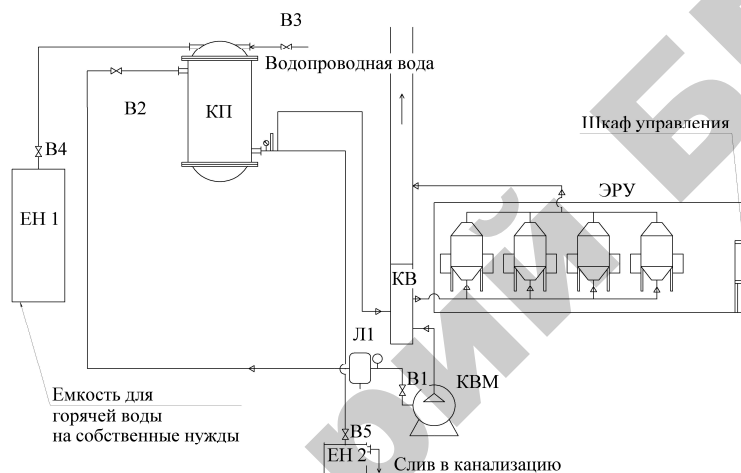 В3
Водопроводная вода
КП
В2
В4
ЕН 1
Шкаф управления
ЭРУ
КВ
Л1
В1
КВМ
Емкость для
горячей воды
на собственные нужды
В5
ЕН 2
Слив в канализацию